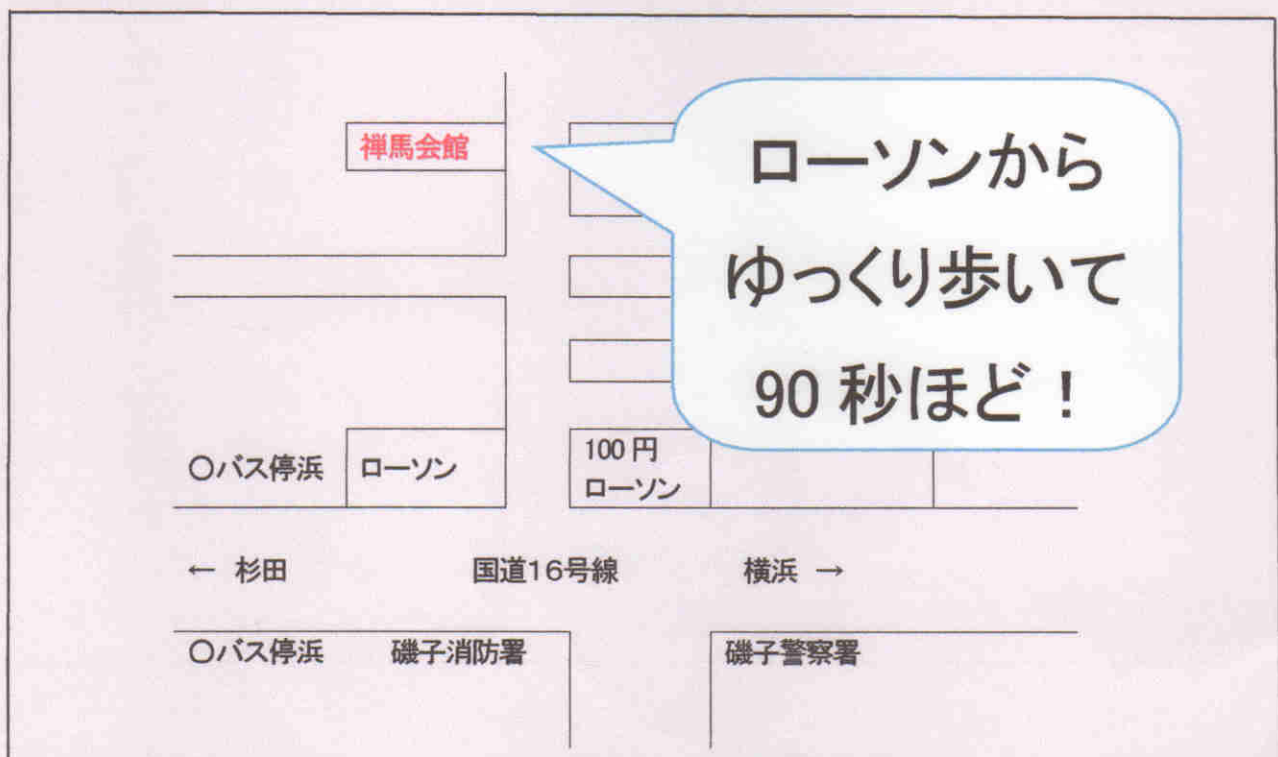 禅馬会館
ローソンから
ゆっくり歩いて
90秒ほど！
〇バス停浜
ローソン
100円
ローソン
← 杉田
国道16号線
横浜 →
〇バス停浜
磯子消防署
磯子警察署